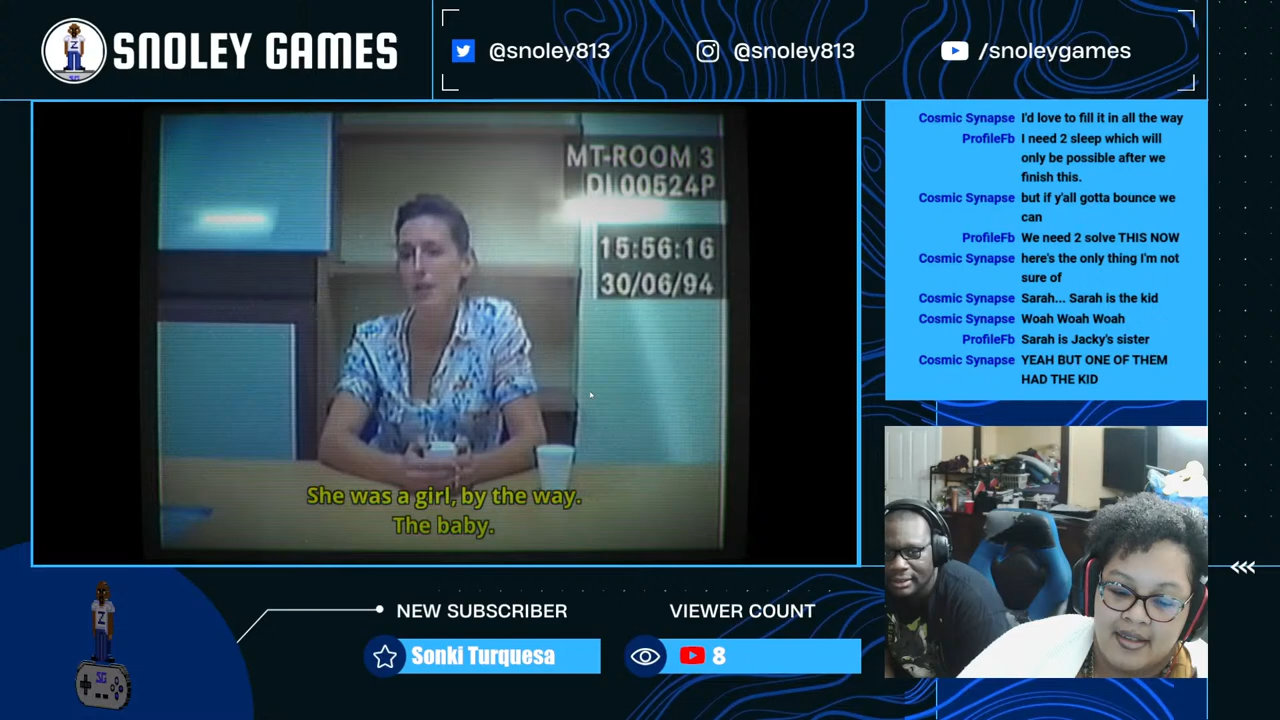 SNOLEY GAMES
@snoley813
@snoley813
/snoleygames
MT-ROOM 3
DI 00524P
15:56:16
30/06/94
She was a girl, by the way.
The baby.
Cosmic Synapse I'd love to fill it in all the way
ProfileFb I need 2 sleep which will
only be possible after we
finish this.
Cosmic Synapse but if y'all gotta bounce we
can
ProfileFb We need 2 solve THIS NOW
Cosmic Synapse here's the only thing I'm not
sure of
Cosmic Synapse Sarah... Sarah is the kid
Cosmic Synapse Woah Woah Woah
ProfileFb Sarah is Jacky's sister
Cosmic Synapse YEAH BUT ONE OF THEM
HAD THE KID
NEW SUBSCRIBER
Sonki Turquesa
VIEWER COUNT
8
Z
SG
Z
SG